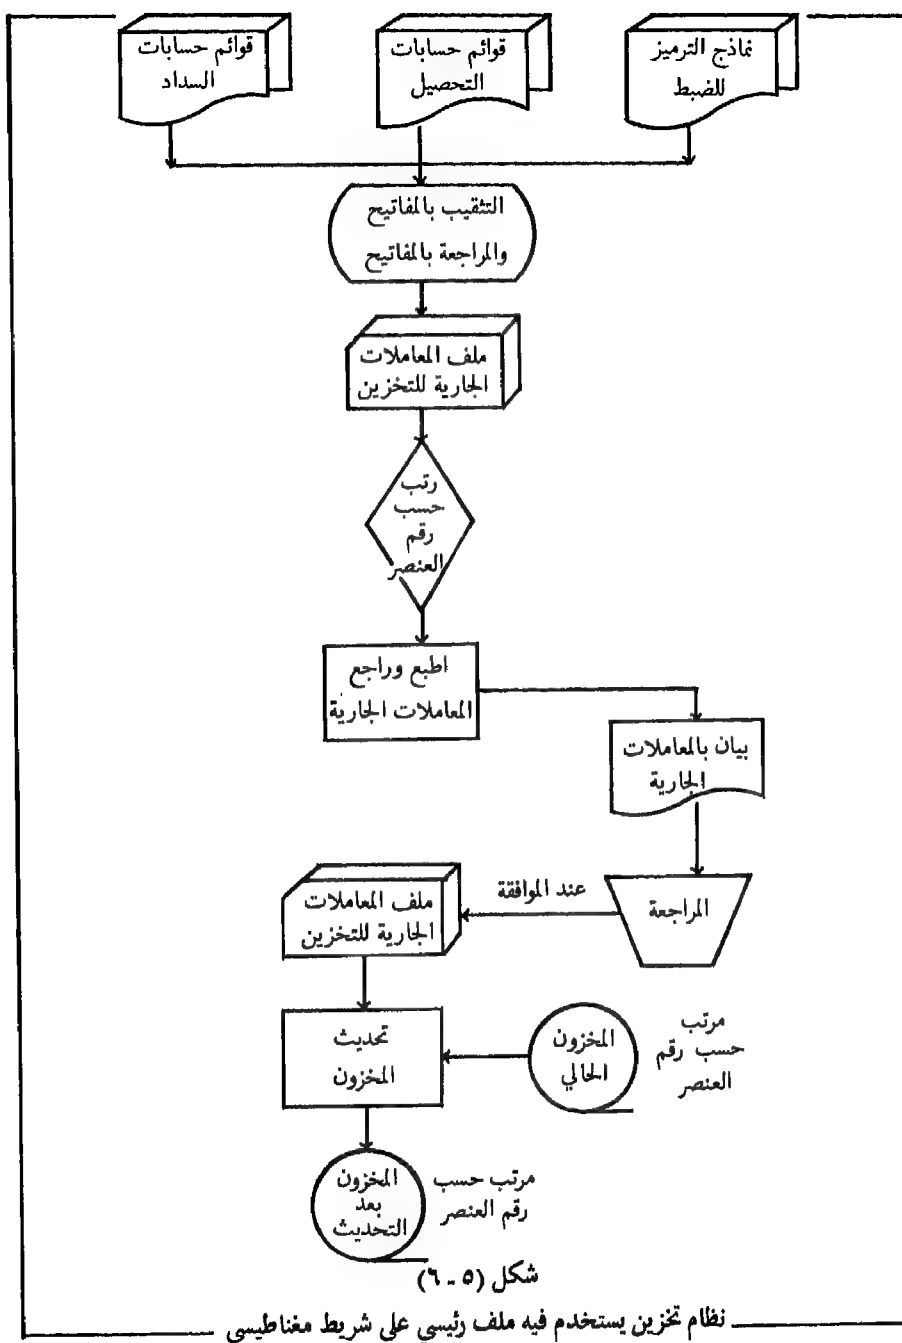 نماذج الترميز
للضبط
قوائم حسابات
التحصيل
قوائم حسابات
السداد
التثقيب بالمفاتيح
والمراجعة بالمفاتيح
ملف المعاملات
الجارية للتخزين
رتب
حسب
رقم
العنصر
اطبع وراجع
المعاملات الجارية
بيان بالمعاملات
الجارية
المراجعة
عند الموافقة
ملف المعاملات
الجارية للتخزين
تحديث
المخزون
المخزون
الحالي
مرتب
حسب رقم
العنصر
المخزون
بعد
التحديث
مرتب حسب
رقم العنصر
شكل (٥ - ٦)
نظام تخزين يستخدم فيه ملف رئيسي على شريط مغناطيسي